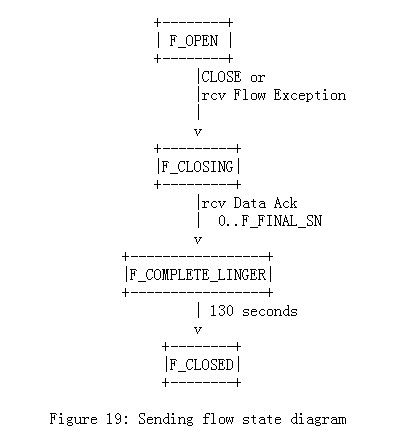 F_OPEN
CLOSE or
rcv Flow Exception
v
F_CLOSING
rcv Data Ack
0..F_FINAL_SN
v
F_COMPLETE_LINGER
130 seconds
v
F_CLOSED
Figure 19: Sending flow state diagram